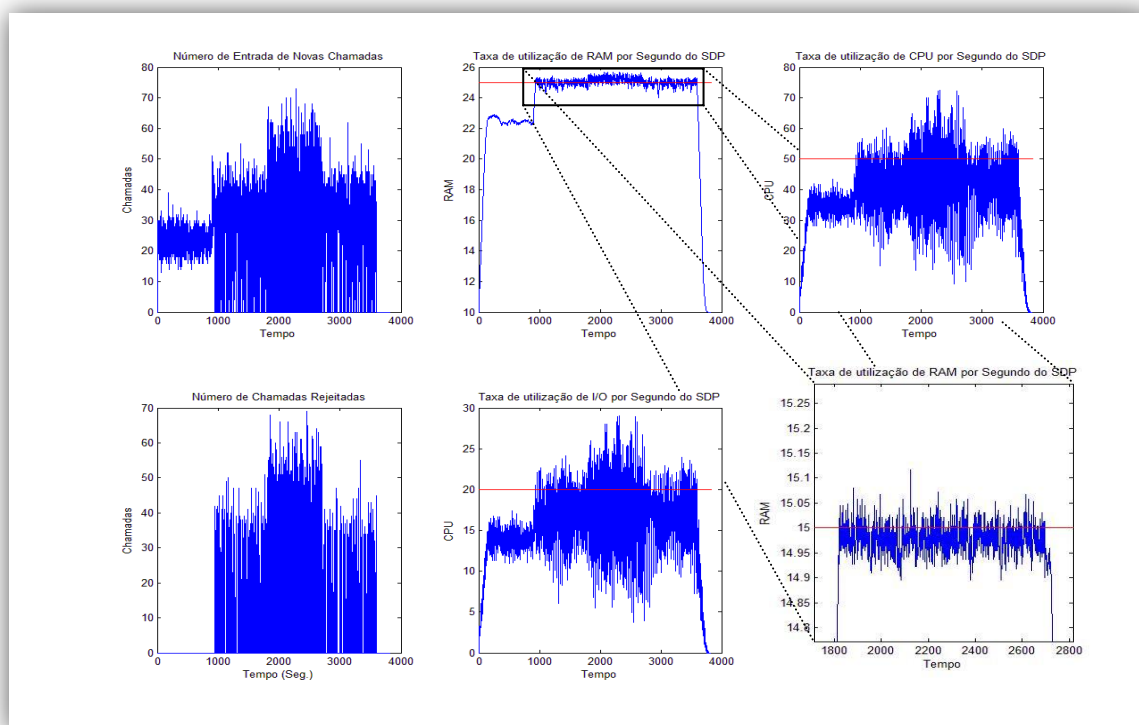 Número de Entrada de Novas Chamadas
80
70
60
50
40
30
20
10
0
Chamadas
0 1000 2000 3000 4000
Tempo
Taxa de utilização de RAM por Segundo do SDP
26
24
22
20
18
16
14
12
10
RAM
0 1000 2000 3000 4000
Tempo
Taxa de utilização de CPU por Segundo do SDP
80
70
60
50
40
30
20
10
0
CPU
0 1000 2000 3000 4000
Tempo
Número de Chamadas Rejeitadas
70
60
50
40
30
20
10
0
Chamadas
0 1000 2000 3000 4000
Tempo (Seg.)
Taxa de utilização de I/O por Segundo do SDP
30
25
20
15
10
5
0
CPU
0 1000 2000 3000 4000
Tempo
Taxa de utilização de RAM por Segundo do SDP
15.25
15.2
15.15
15.1
15.05
15
14.95
14.9
14.85
14.8
RAM
1800 2000 2200 2400 2600 2800
Tempo